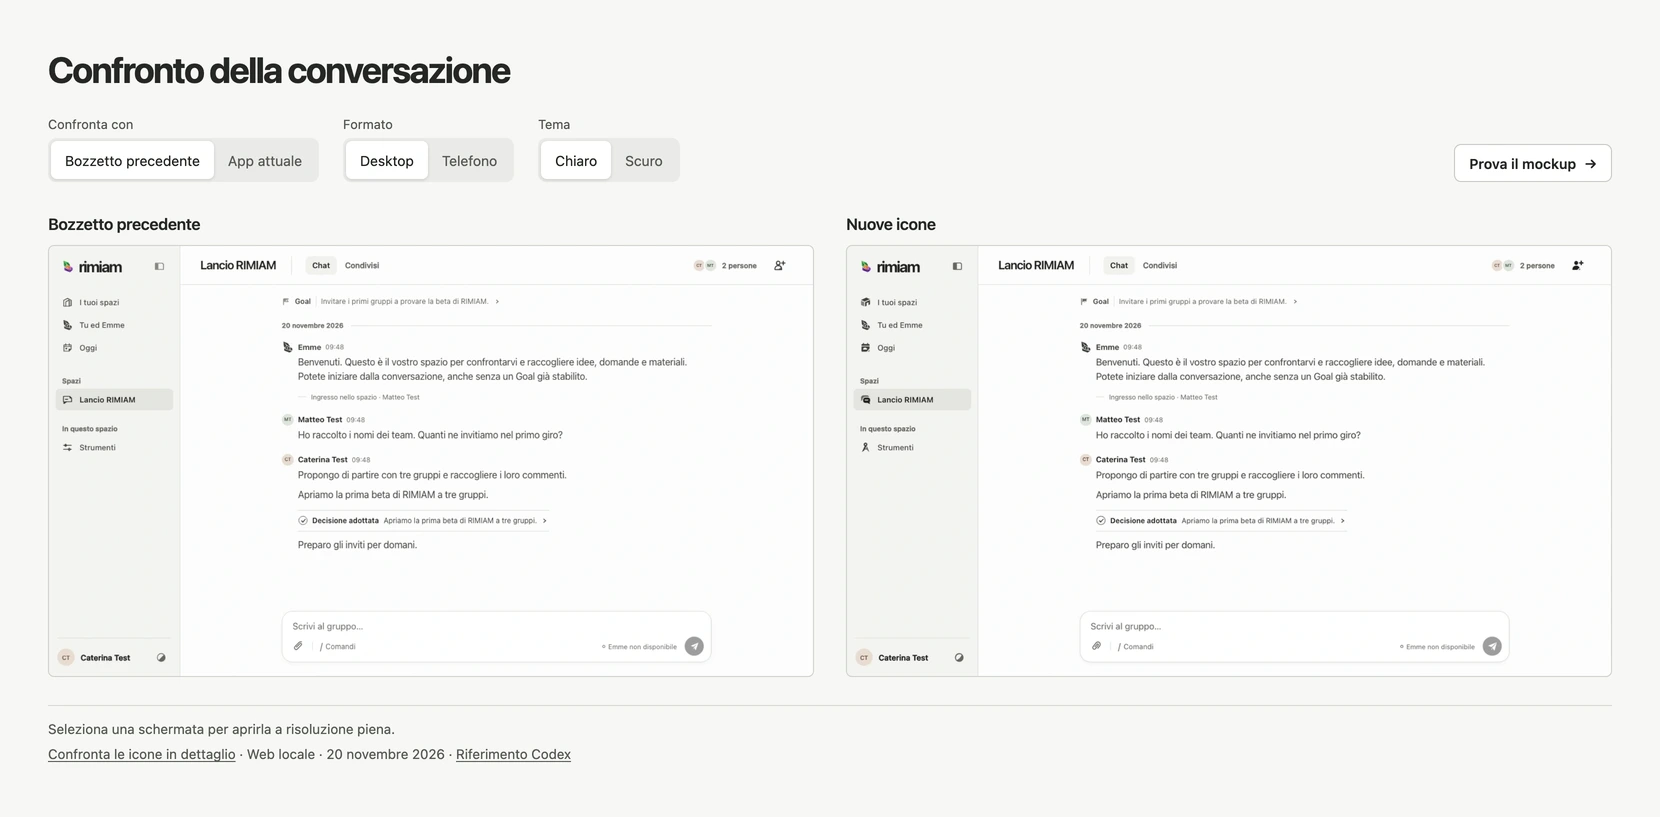 Confronto della conversazione
Confronta con
Formato
Tema
Bozzetto precedente
App attuale
Desktop
Telefono
Chiaro
Scuro
Prova il mockup →
Bozzetto precedente
rimiam
I tuoi spazi
Tu ed Emme
Oggi
Spazi
Lancio RIMIAM
In questo spazio
Strumenti
CT Caterina Test
Lancio RIMIAM
Chat
Condivisi
CT MT 2 persone
Goal Invitare i primi gruppi a provare la beta di RIMIAM. ›
20 novembre 2026
Emme 09:48
Benvenuti. Questo è il vostro spazio per confrontarvi e raccogliere idee, domande e materiali.
Potete iniziare dalla conversazione, anche senza un Goal già stabilito.
Ingresso nello spazio · Matteo Test
MT Matteo Test 09:48
Ho raccolto i nomi dei team. Quanti ne invitiamo nel primo giro?
CT Caterina Test 09:48
Propongo di partire con tre gruppi e raccogliere i loro commenti.
Apriamo la prima beta di RIMIAM a tre gruppi.
Decisione adottata Apriamo la prima beta di RIMIAM a tre gruppi. ›
Preparo gli inviti per domani.
Scrivi al gruppo...
/ Comandi
Emme non disponibile
Nuove icone
rimiam
I tuoi spazi
Tu ed Emme
Oggi
Spazi
Lancio RIMIAM
In questo spazio
Strumenti
CT Caterina Test
Lancio RIMIAM
Chat
Condivisi
CT MT 2 persone
Goal Invitare i primi gruppi a provare la beta di RIMIAM. ›
20 novembre 2026
Emme 09:48
Benvenuti. Questo è il vostro spazio per confrontarvi e raccogliere idee, domande e materiali.
Potete iniziare dalla conversazione, anche senza un Goal già stabilito.
Ingresso nello spazio · Matteo Test
MT Matteo Test 09:48
Ho raccolto i nomi dei team. Quanti ne invitiamo nel primo giro?
CT Caterina Test 09:48
Propongo di partire con tre gruppi e raccogliere i loro commenti.
Apriamo la prima beta di RIMIAM a tre gruppi.
Decisione adottata Apriamo la prima beta di RIMIAM a tre gruppi. ›
Preparo gli inviti per domani.
Scrivi al gruppo...
/ Comandi
Emme non disponibile
Seleziona una schermata per aprirla a risoluzione piena.
Confronta le icone in dettaglio · Web locale · 20 novembre 2026 · Riferimento Codex